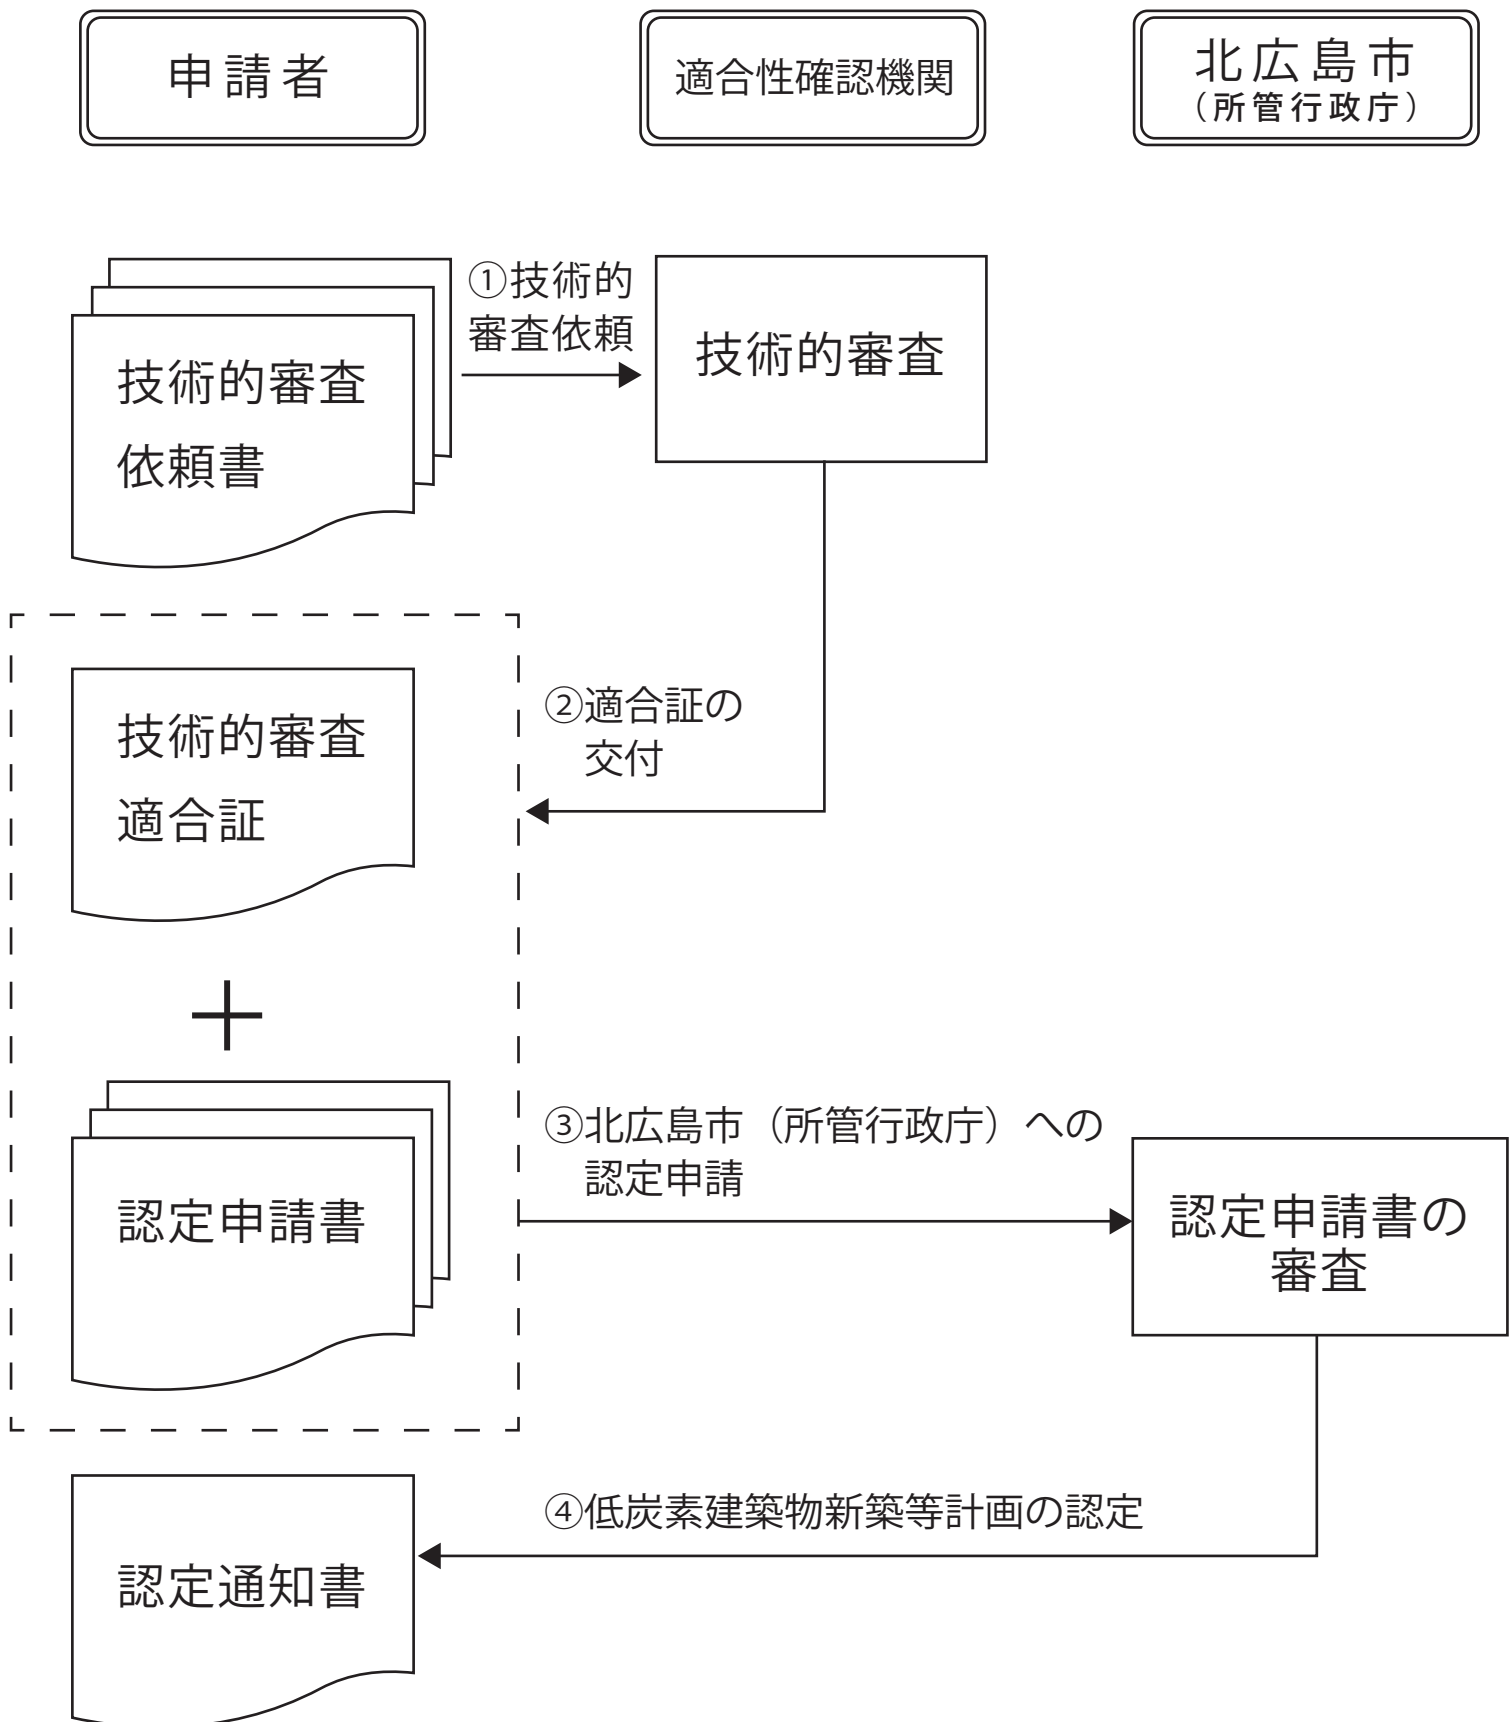 申請者
適合性確認機関
北広島市
（所管行政庁）
①技術的
審査依頼
技術的審査
依頼書
技術的審査
②適合証の
交付
技術的審査
適合証
＋
③北広島市（所管行政庁）への
認定申請
認定申請書
認定申請書の
審査
④低炭素建築物新築等計画の認定
認定通知書